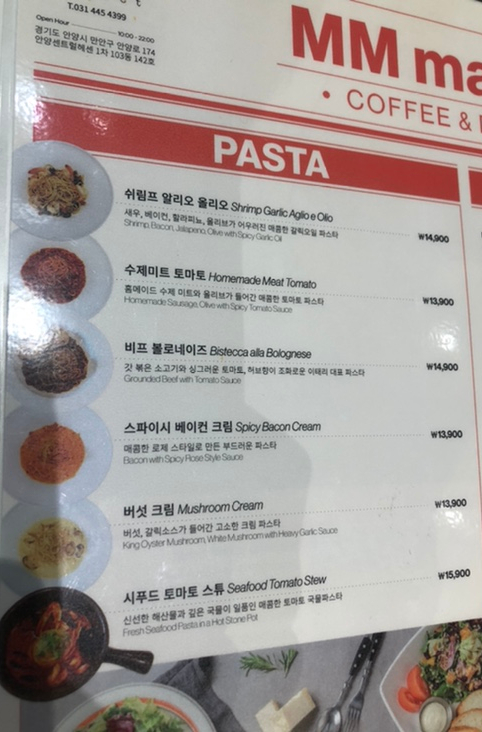 T.031 445 4399
Open Hour 10:00 - 22:00
경기도 안양시 만안구 안양로 174
안양센트럴헤센 1차 103동 142호
MM
• COFFEE &
PASTA
쉬림프 알리오 올리오 Shrimp Garlic Aglio e Olio
새우, 베이컨, 할라피뇨, 올리브가 어우러진 매콤한 갈릭오일 파스타 ₩14,900
Shrimp, Bacon, Jalapeno, Olive with Spicy Garlic Oil
수제미트 토마토 Homemade Meat Tomato
홈메이드 수제 미트와 올리브가 들어간 매콤한 토마토 파스타 ₩13,900
Homemade Sausage, Olive with Spicy Tomato Sauce
비프 볼로네이즈 Bistecca alla Bolognese
갓 볶은 소고기와 싱그러운 토마토, 허브향이 조화로운 이태리 대표 파스타 ₩14,900
Grounded Beef with Tomato Sauce
스파이시 베이컨 크림 Spicy Bacon Cream ₩13,900
매콤한 로제 스타일로 만든 부드러운 파스타
Bacon with Spicy Rose Style Sauce
버섯 크림 Mushroom Cream ₩13,900
버섯, 갈릭소스가 들어간 고소한 크림 파스타
King Oyster Mushroom, White Mushroom with Heavy Garlic Sauce
시푸드 토마토 스튜 Seafood Tomato Stew ₩15,900
신선한 해산물과 깊은 국물이 일품인 매콤한 토마토 국물파스타
Fresh Seafood Pasta in a Hot Stone Pot